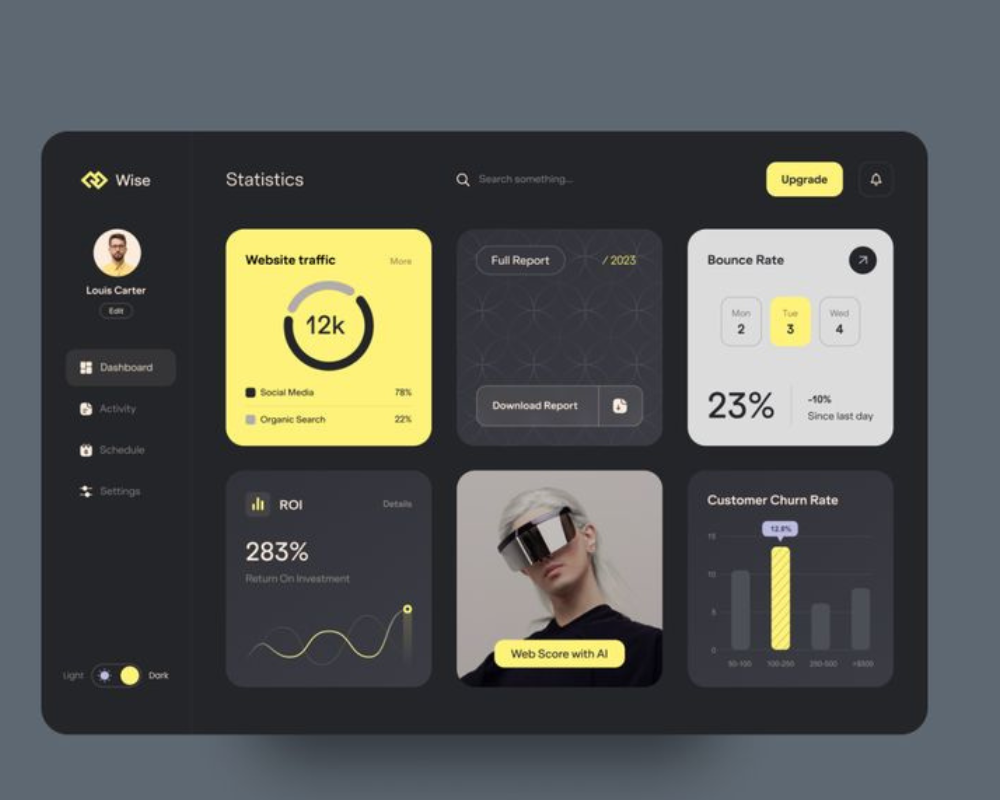 Wise
Statistics
Search something...
Upgrade
Louis Carter
Edit
Dashboard
Activity
Schedule
Settings
Light
Dark
Website traffic
More
12k
Social Media 78%
Organic Search 22%
Full Report
/ 2023
Download Report
Bounce Rate
Mon
2
Tue
3
Wed
4
23%
-10%
Since last day
ROI
Details
283%
Return On Investment
Web Score with AI
Customer Churn Rate
12.8%
15
10
5
0
50-100
100-250
250-500